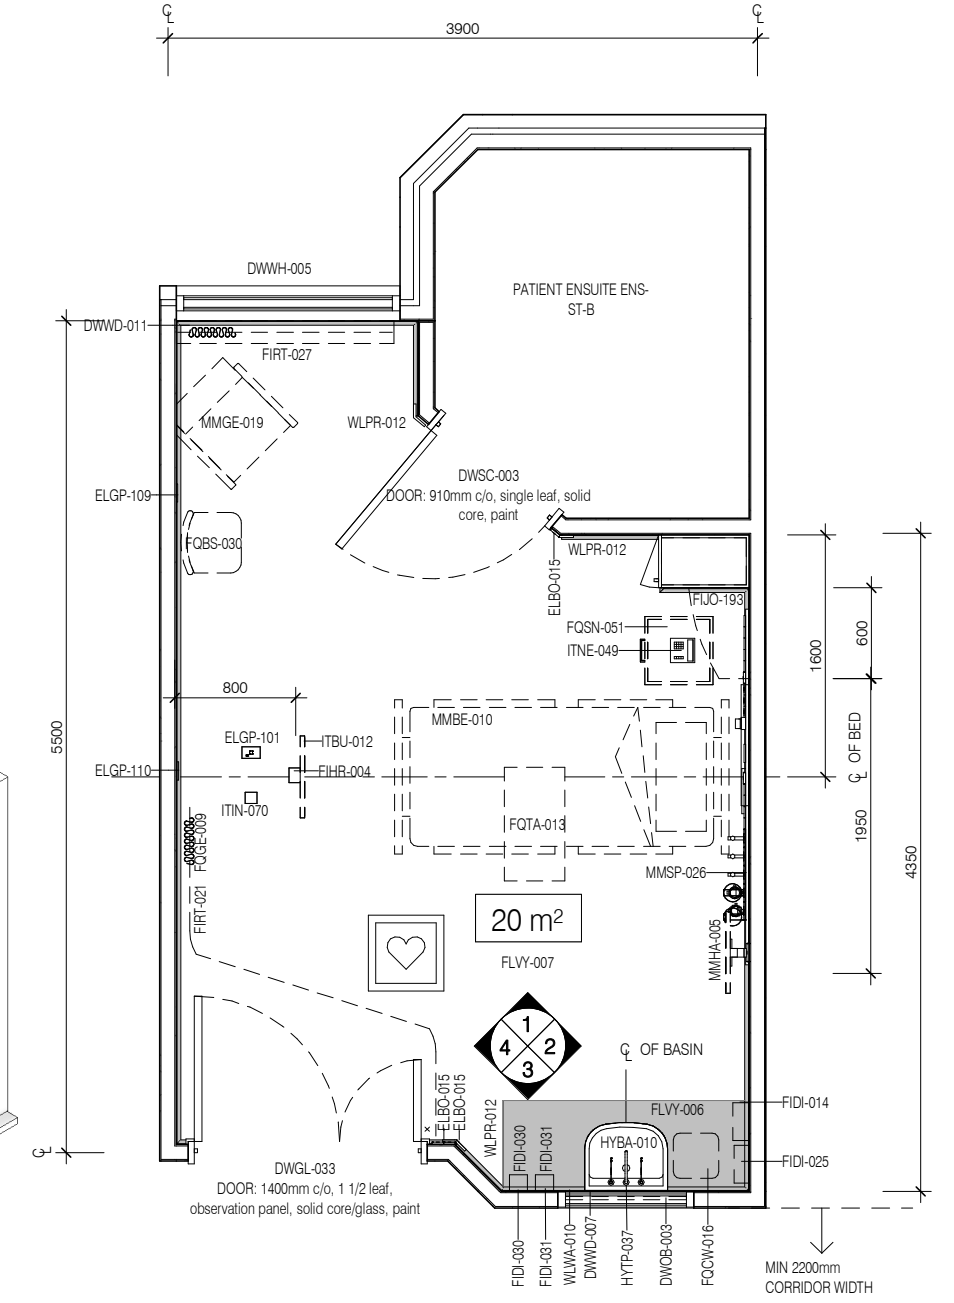 ℄
℄
3900
DWWH-005
PATIENT ENSUITE ENS-
ST-B
DWWD-011
FIRT-027
MMGE-019
WLPR-012
DWSC-003
DOOR: 910mm c/o, single leaf, solid
core, paint
ELGP-109
FQBS-030
WLPR-012
ELBO-015
FIJO-193
FQSN-051
ITNE-049
600
1600
800
5500
MMBE-010
ELGP-101
ITBU-012
ELGP-110
FIHR-004
ITIN-070
℄ OF BED
1950
4350
FQGE-009
FQTA-013
MMSP-026
FIRT-021
20 m²
MMHA-005
FLVY-007
1
4
2
3
℄ OF BASIN
ELBO-015
ELBO-015
WLPR-012
FLVY-006
FIDI-014
FIDI-030
FIDI-031
HYBA-010
FIDI-025
℄
×
DWGL-033
DOOR: 1400mm c/o, 1 1/2 leaf,
observation panel, solid core/glass, paint
FIDI-030
FIDI-031
WLWA-010
DWWD-007
HYTP-037
DWOB-003
FQCW-016
MIN 2200mm
CORRIDOR WIDTH